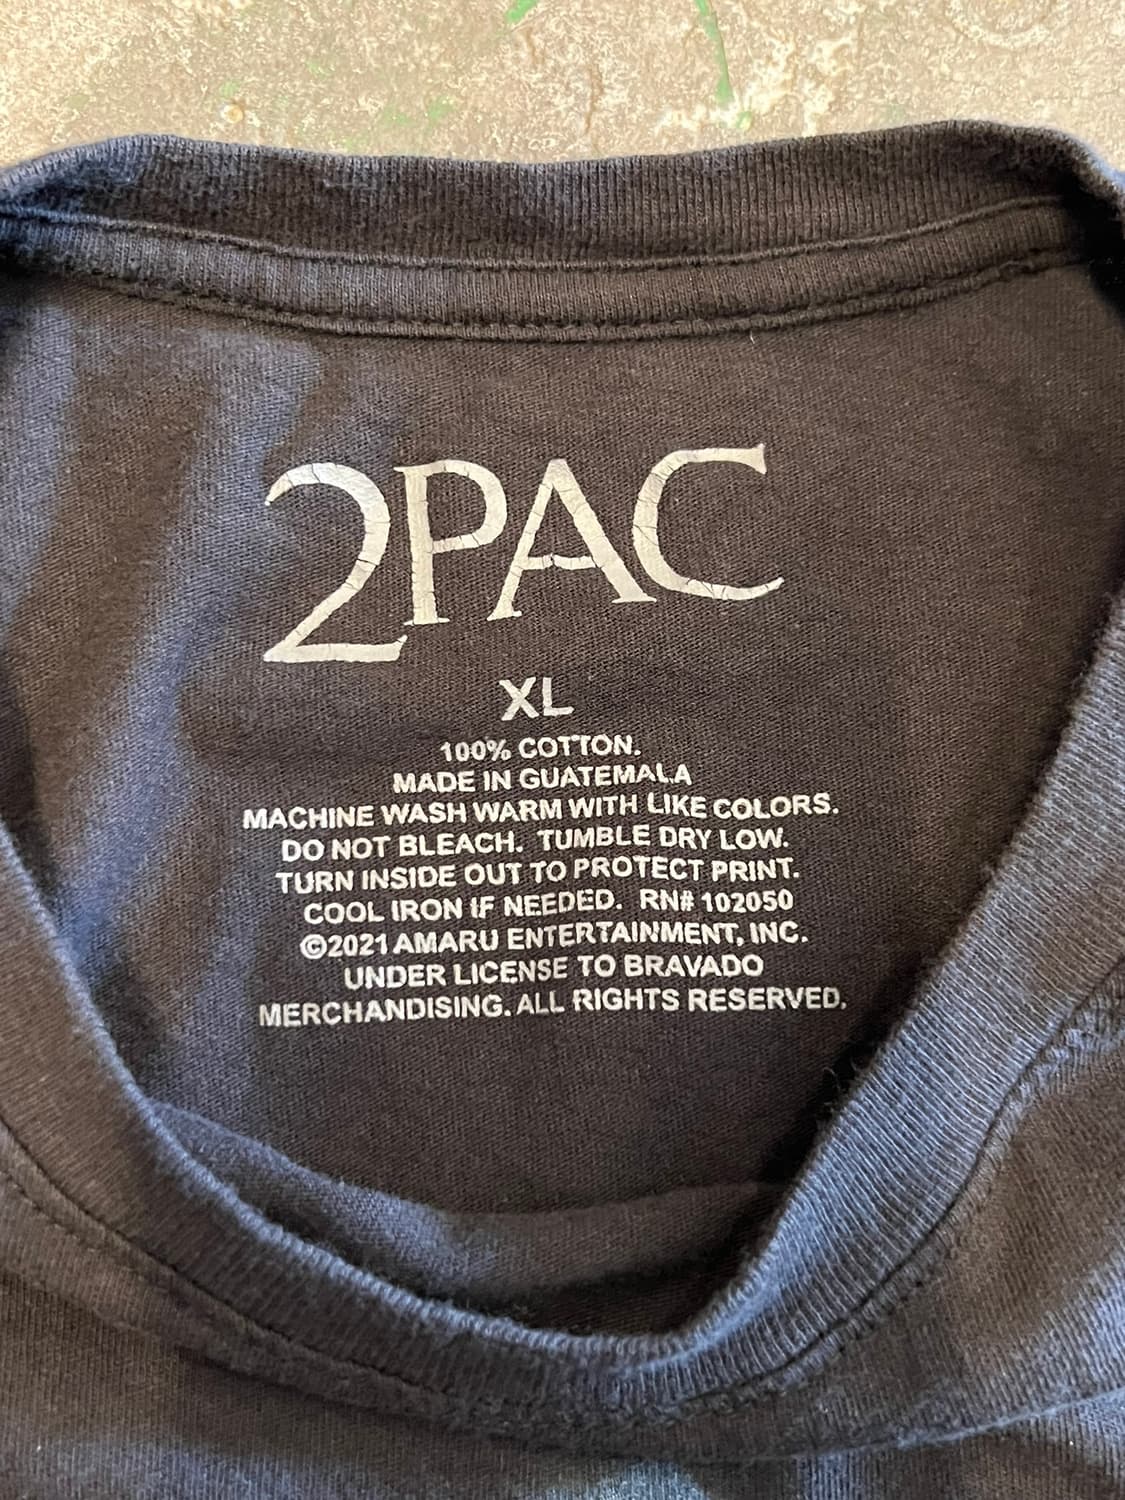 2PAC
XL
100% COTTON.
MADE IN GUATEMALA
MACHINE WASH WARM WITH LIKE COLORS.
DO NOT BLEACH. TUMBLE DRY LOW.
TURN INSIDE OUT TO PROTECT PRINT.
COOL IRON IF NEEDED. RN# 102050
©2021 AMARU ENTERTAINMENT, INC.
UNDER LICENSE TO BRAVADO
MERCHANDISING. ALL RIGHTS RESERVED.